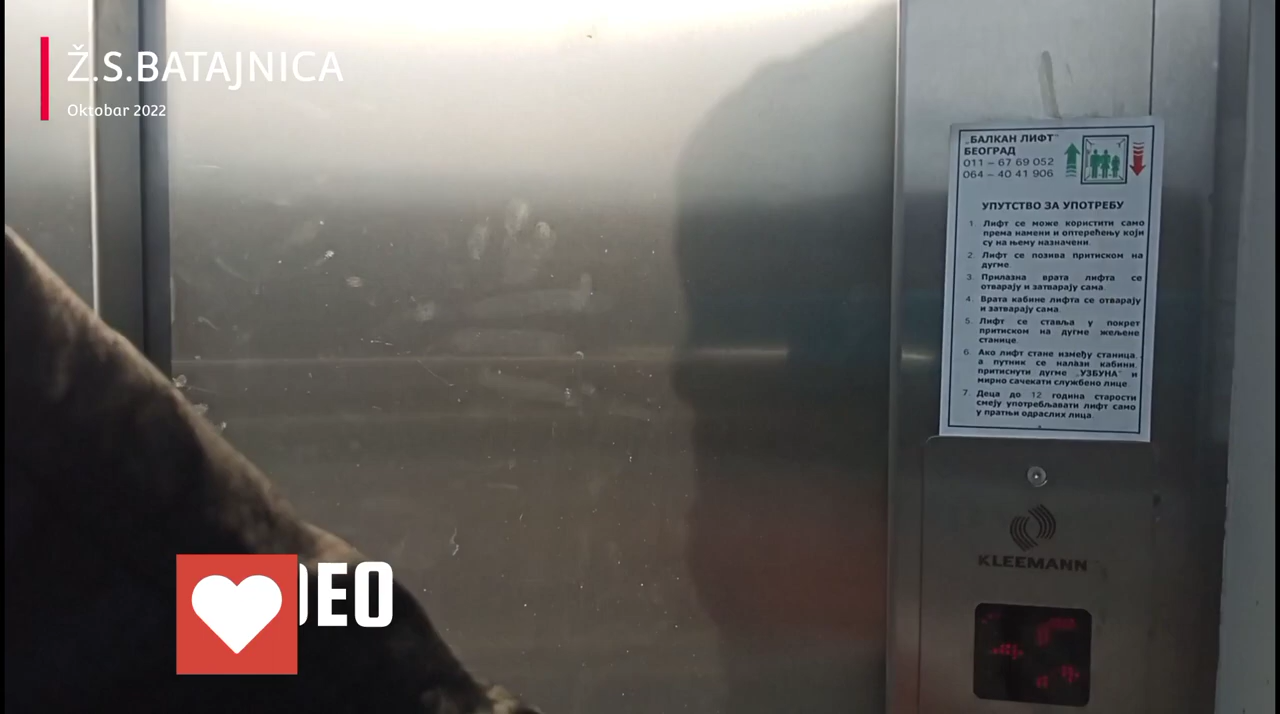 Ž.S.BATAJNICA
Oktobar 2022
„БАЛКАН ЛИФТ“
БЕОГРАД
011 – 67 69 052
064 – 40 41 906
УПУТСТВО ЗА УПОТРЕБУ
1. Лифт се може користити само
према намени и оптерећењу који
су на њему назначени.
2. Лифт се позива притиском на
дугме.
3. Прилазна врата лифта се
отварају и затварају сама.
4. Врата кабине лифта се отварају
и затварају сама.
5. Лифт се ставља у покрет
притиском на дугме жељене
станице.
6. Ако лифт стане између станица,
а путник се налази кабини,
притиснути дугме „УЗБУНА“ и
мирно сачекати службено лице.
7. Деца до 12 година старости
смеју употребљавати лифт само
у пратњи одраслих лица.
KLEEMANN
DEO